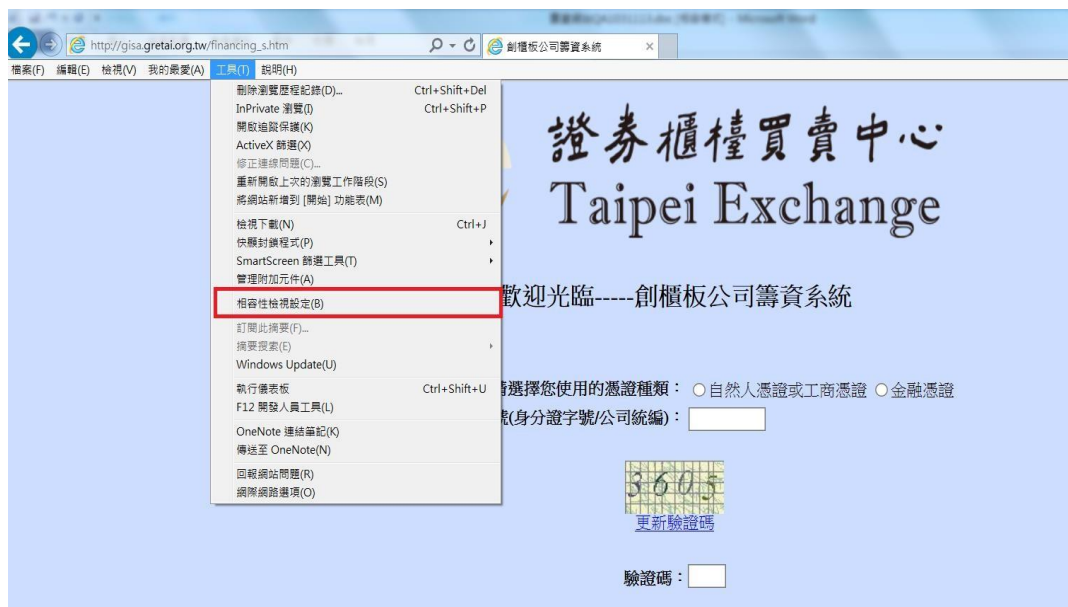 http://gisa.gretai.org.tw/financing_s.htm
創櫃板公司籌資系統
檔案(F) 編輯(E) 檢視(V) 我的最愛(A) 工具(T) 說明(H)
刪除瀏覽歷程記錄(D)... Ctrl+Shift+Del
InPrivate 瀏覽(I) Ctrl+Shift+P
開啟追蹤保護(K)
ActiveX 篩選(X)
修正連線問題(C)...
重新開啟上次的瀏覽工作階段(S)
將網站新增到 [開始] 功能表(M)
檢視下載(N) Ctrl+J
快顯封鎖程式(P)
SmartScreen 篩選工具(T)
管理附加元件(A)
相容性檢視設定(B)
訂閱此摘要(F)...
摘要探索(E)
Windows Update(U)
執行儀表板 Ctrl+Shift+U
F12 開發人員工具(L)
OneNote 連結筆記(K)
傳送至 OneNote(N)
回報網站問題(R)
網際網路選項(O)
證券櫃檯買賣中心
Taipei Exchange
歡迎光臨-----創櫃板公司籌資系統
選擇您使用的憑證種類： 自然人憑證或工商憑證 金融憑證
(身分證字號/公司統編)：
3605
更新驗證碼
驗證碼：